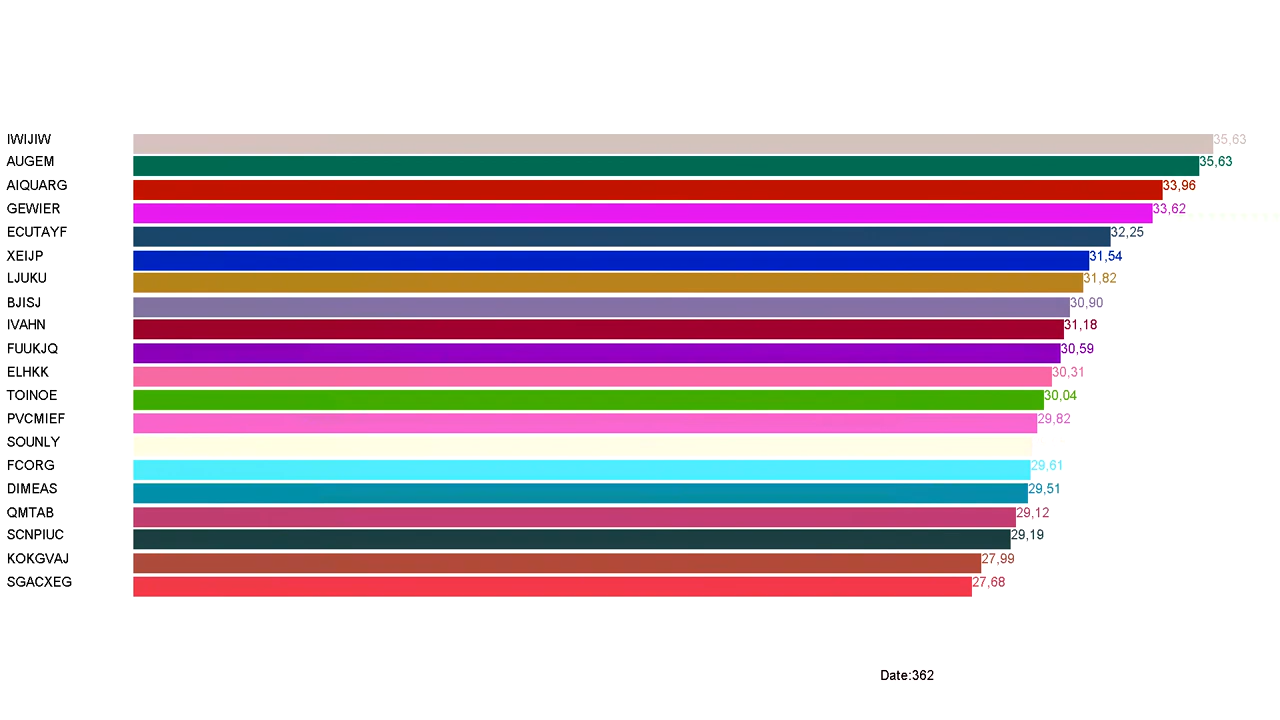 IWIJIW 35,63
AUGEM 35,63
AIQUARG 33,96
GEWIER 33,62
ECUTAYF 32,25
XEIJP 31,54
LJUKU 31,82
BJISJ 30,90
IVAHN 31,18
FUUKJQ 30,59
ELHKK 30,31
TOINOE 30,04
PVCMIEF 29,82
SOUNLY
FCORG 29,61
DIMEAS 29,51
QMTAB 29,12
SCNPIUC 29,19
KOKGVAJ 27,99
SGACXEG 27,68
Date:362